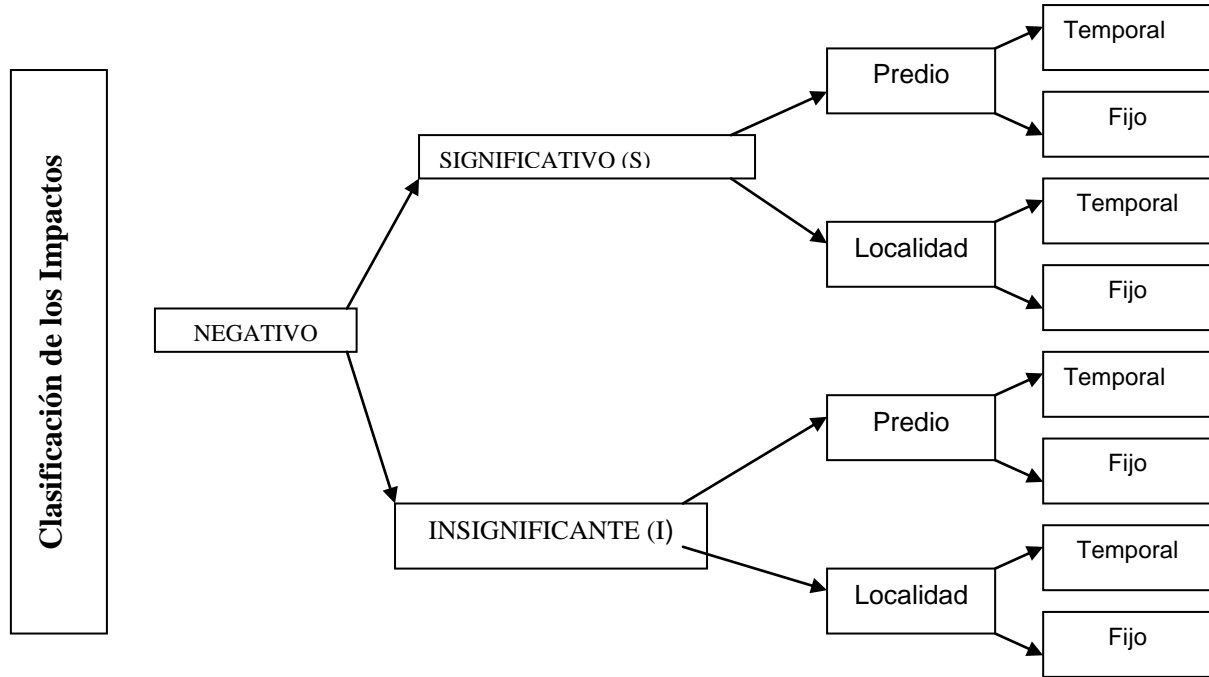 Clasificación de los Impactos
NEGATIVO
SIGNIFICATIVO (S)
Predio
Temporal
Fijo
Localidad
Temporal
Fijo
INSIGNIFICANTE (I)
Predio
Temporal
Fijo
Localidad
Temporal
Fijo